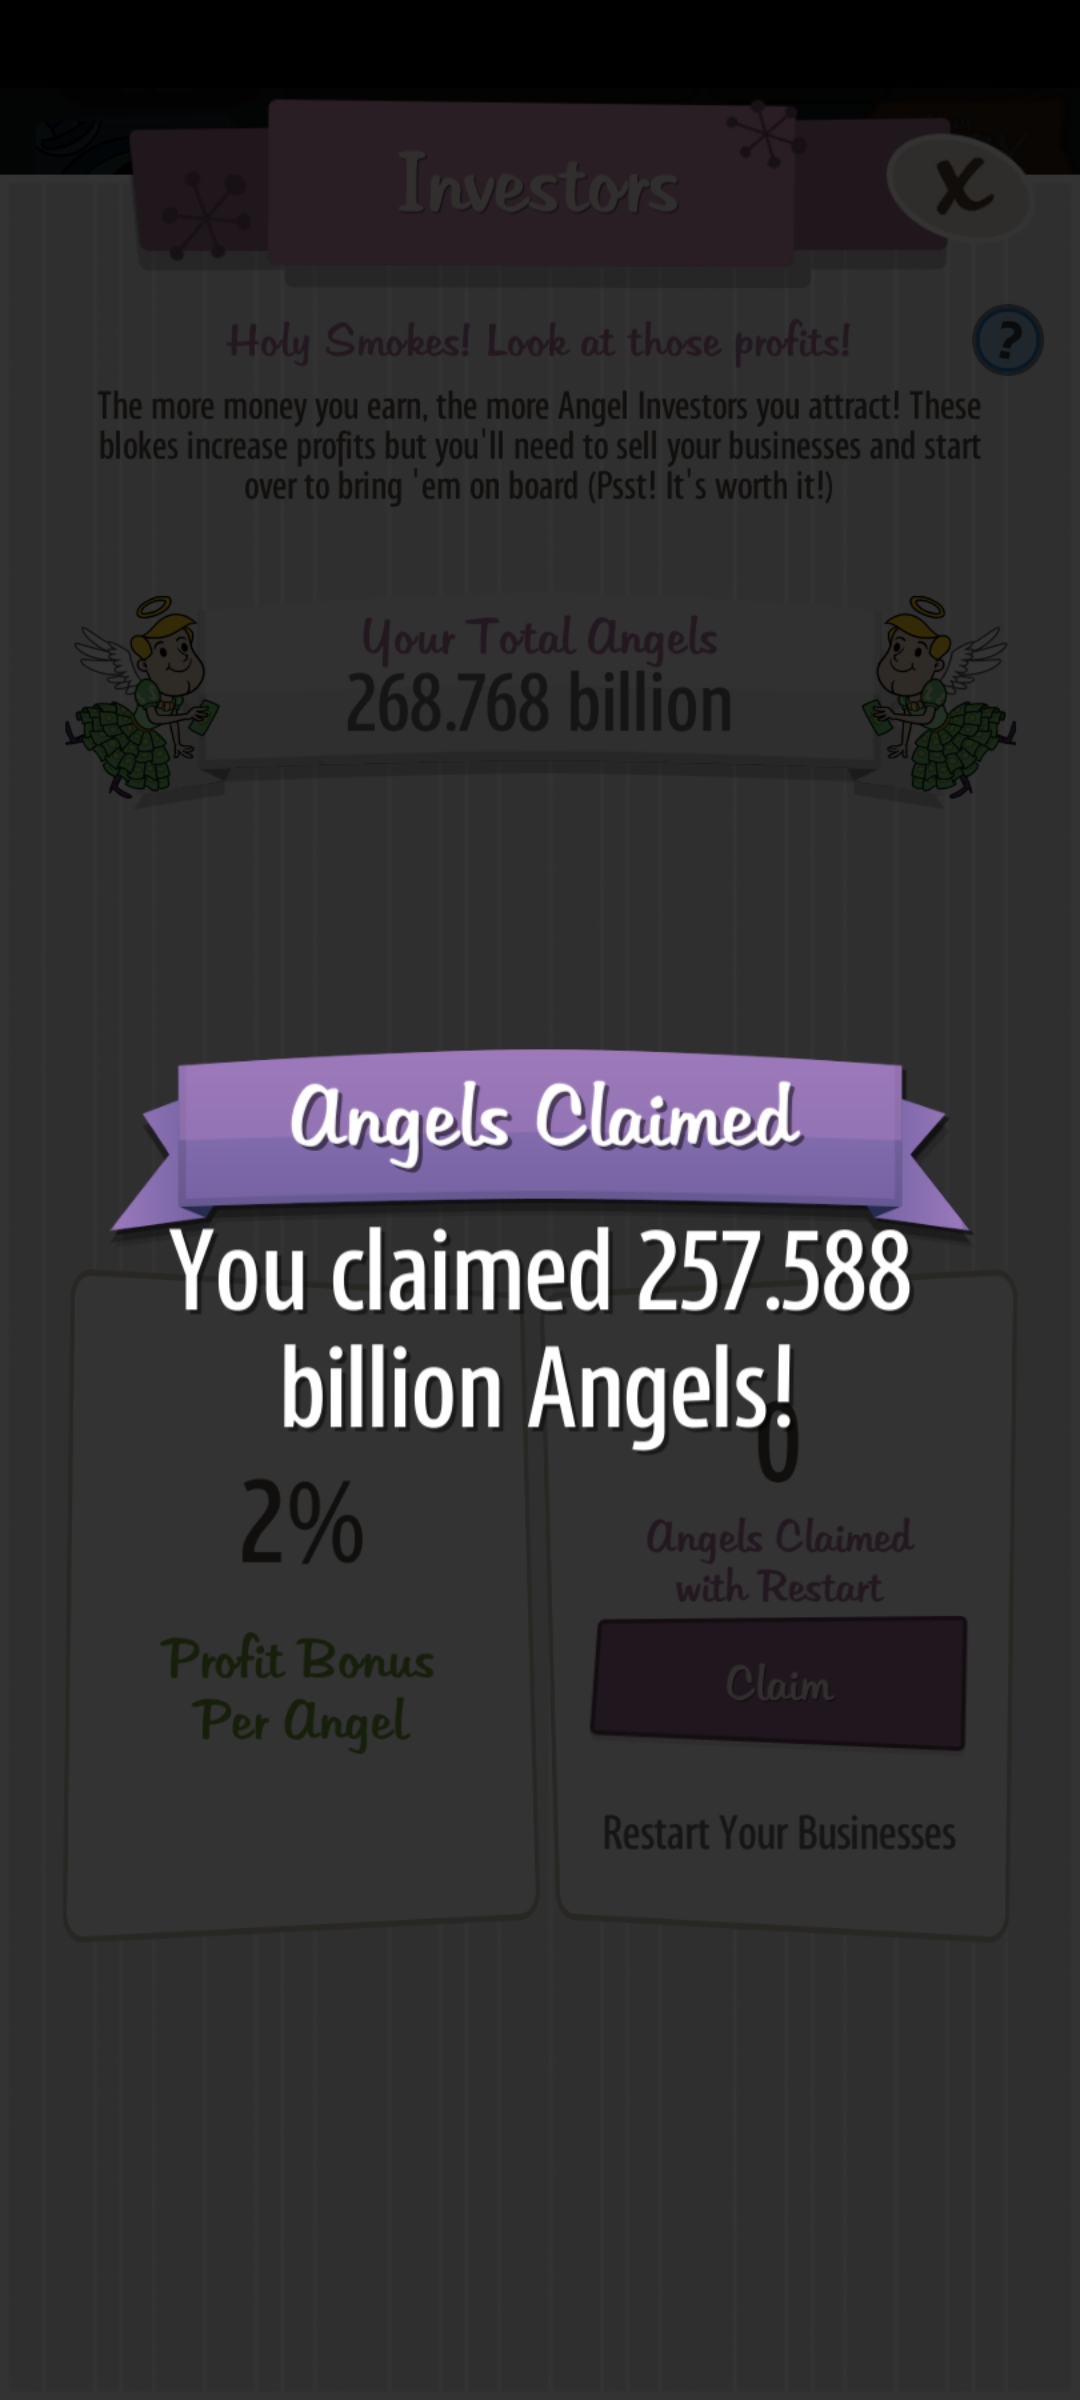 Investors
X
Holy Smokes! Look at those profits!
?
The more money you earn, the more Angel Investors you attract! These
blokes increase profits but you'll need to sell your businesses and start
over to bring 'em on board (Psst! It's worth it!)
Your Total Angels
268.768 billion
Angels Claimed
You claimed 257.588
billion Angels!
2%
Profit Bonus
Per Angel
0
Angels Claimed
with Restart
Claim
Restart Your Businesses